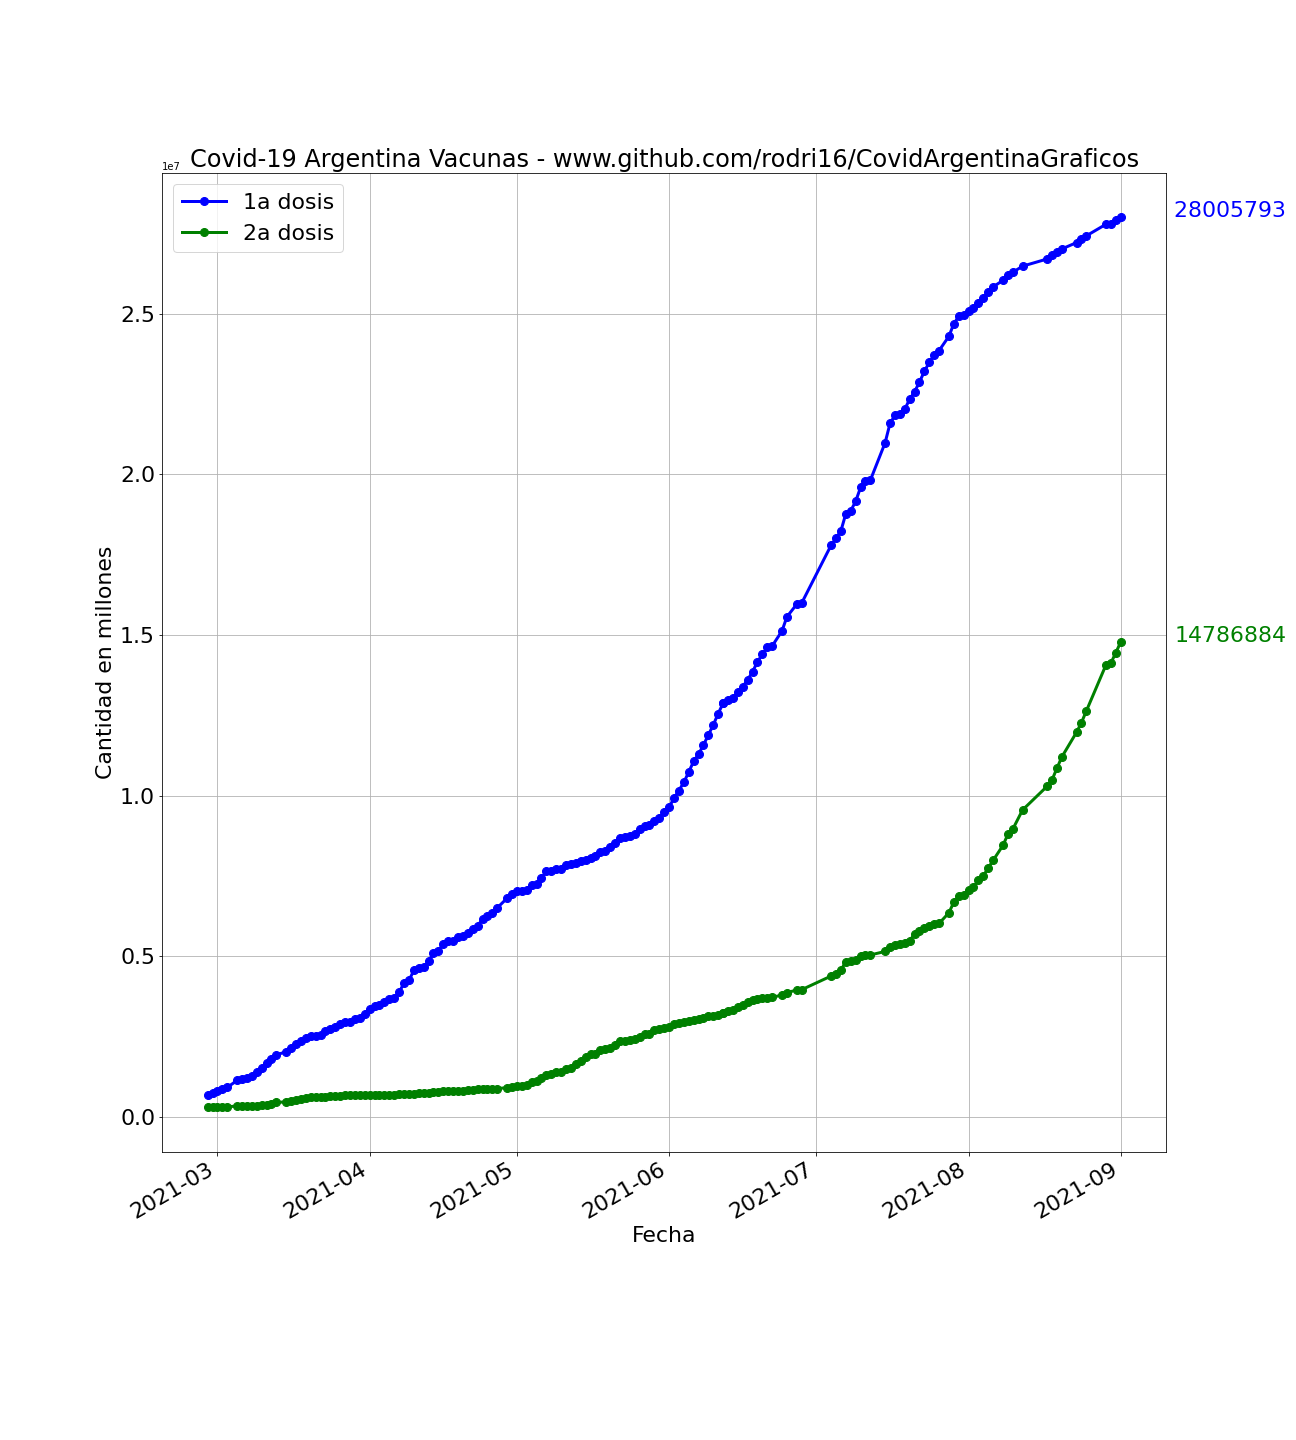 Covid-19 Argentina Vacunas - www.github.com/rodri16/CovidArgentinaGraficos
1e7
1a dosis
2a dosis
28005793
14786884
2.5
2.0
1.5
1.0
0.5
0.0
Cantidad en millones
2021-03
2021-04
2021-05
2021-06
2021-07
2021-08
2021-09
Fecha